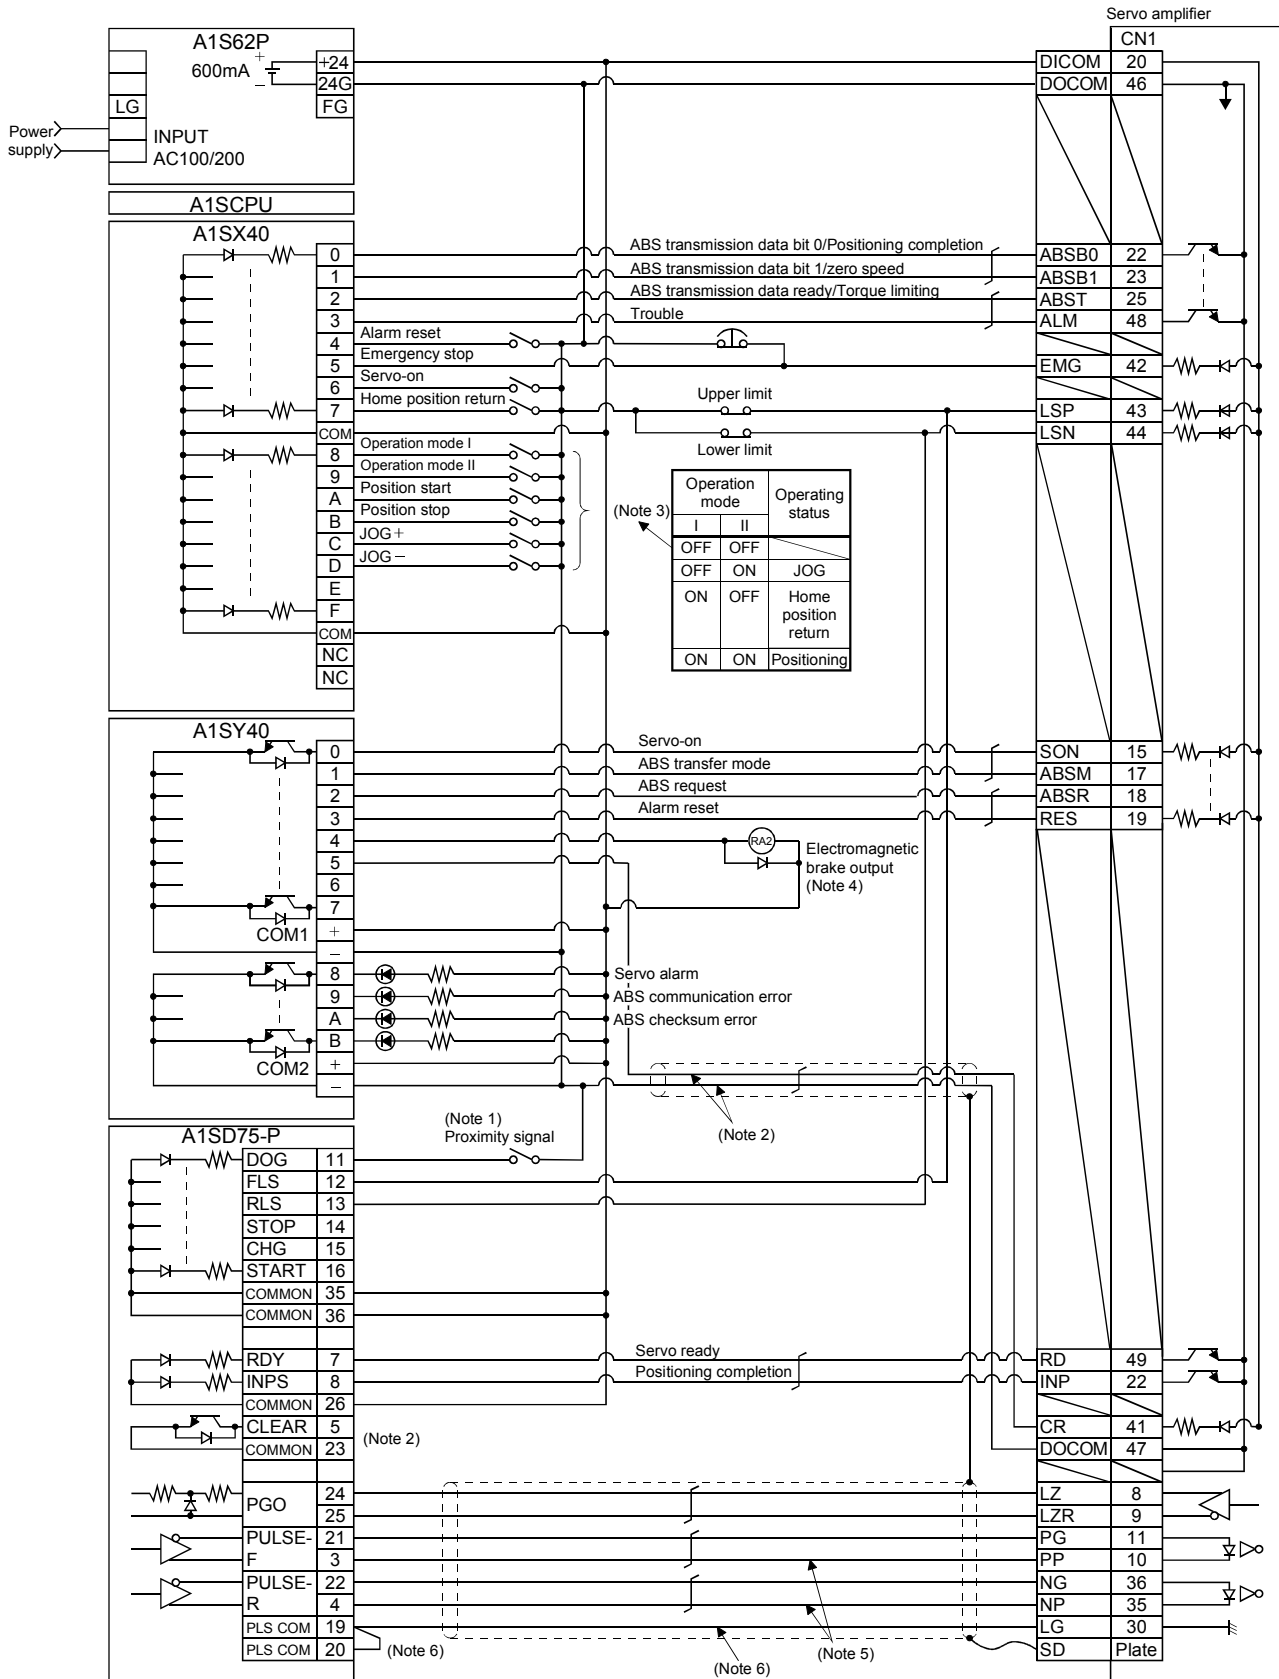 Servo amplifier
A1S62P
600mA
+
−
+24
24G
FG
LG
Power supply
INPUT
AC100/200
CN1
DICOM 20
DOCOM 46
A1SCPU
A1SX40
0 ABS transmission data bit 0/Positioning completion ABSB0 22
1 ABS transmission data bit 1/zero speed ABSB1 23
2 ABS transmission data ready/Torque limiting ABST 25
3 Trouble ALM 48
4 Alarm reset
5 Emergency stop EMG 42
6 Servo-on
7 Home position return Upper limit LSP 43
COM Lower limit LSN 44
8 Operation mode I
9 Operation mode II
A Position start
B Position stop
C JOG+
D JOG−
E
F
COM
NC
NC
(Note 3)
Operation mode Operating status
I II
OFF OFF
OFF ON JOG
ON OFF Home position return
ON ON Positioning
A1SY40
0 Servo-on SON 15
1 ABS transfer mode ABSM 17
2 ABS request ABSR 18
3 Alarm reset RES 19
4 RA2
5
6
7
Electromagnetic
brake output
(Note 4)
COM1
+
−
8 Servo alarm
9 ABS communication error
A ABS checksum error
B
COM2
+
−
(Note 2)
A1SD75-P
(Note 1)
Proximity signal
DOG 11
FLS 12
RLS 13
STOP 14
CHG 15
START 16
COMMON 35
COMMON 36
RDY 7 Servo ready RD 49
INPS 8 Positioning completion INP 22
COMMON 26
CLEAR 5 CR 41
COMMON 23 (Note 2) DOCOM 47
PGO 24 LZ 8
25 LZR 9
PULSE-F 21 PG 11
3 PP 10
PULSE-R 22 NG 36
4 NP 35
PLS COM 19 LG 30
PLS COM 20 (Note 6) SD Plate
(Note 5)
(Note 6)